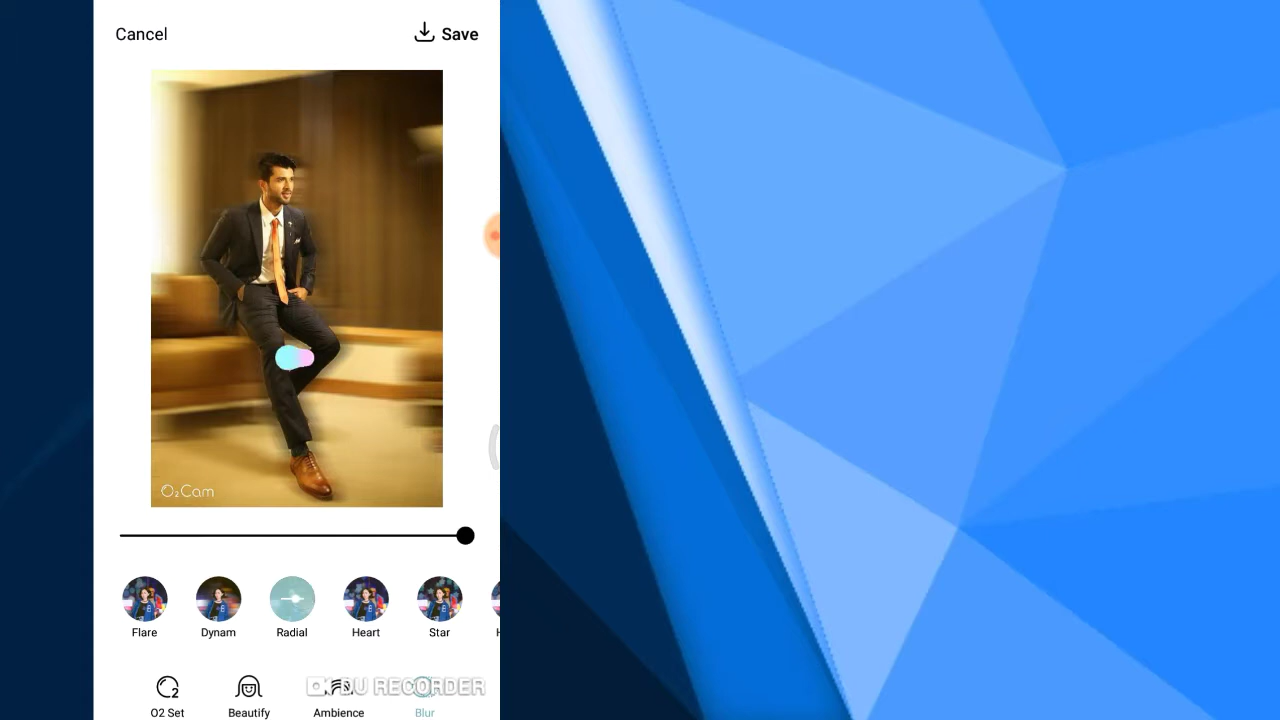 Cancel
Save
O₂Cam
Flare
Dynam
Radial
Heart
Star
O2 Set
Beautify
Ambience
Blur
DU RECORDER